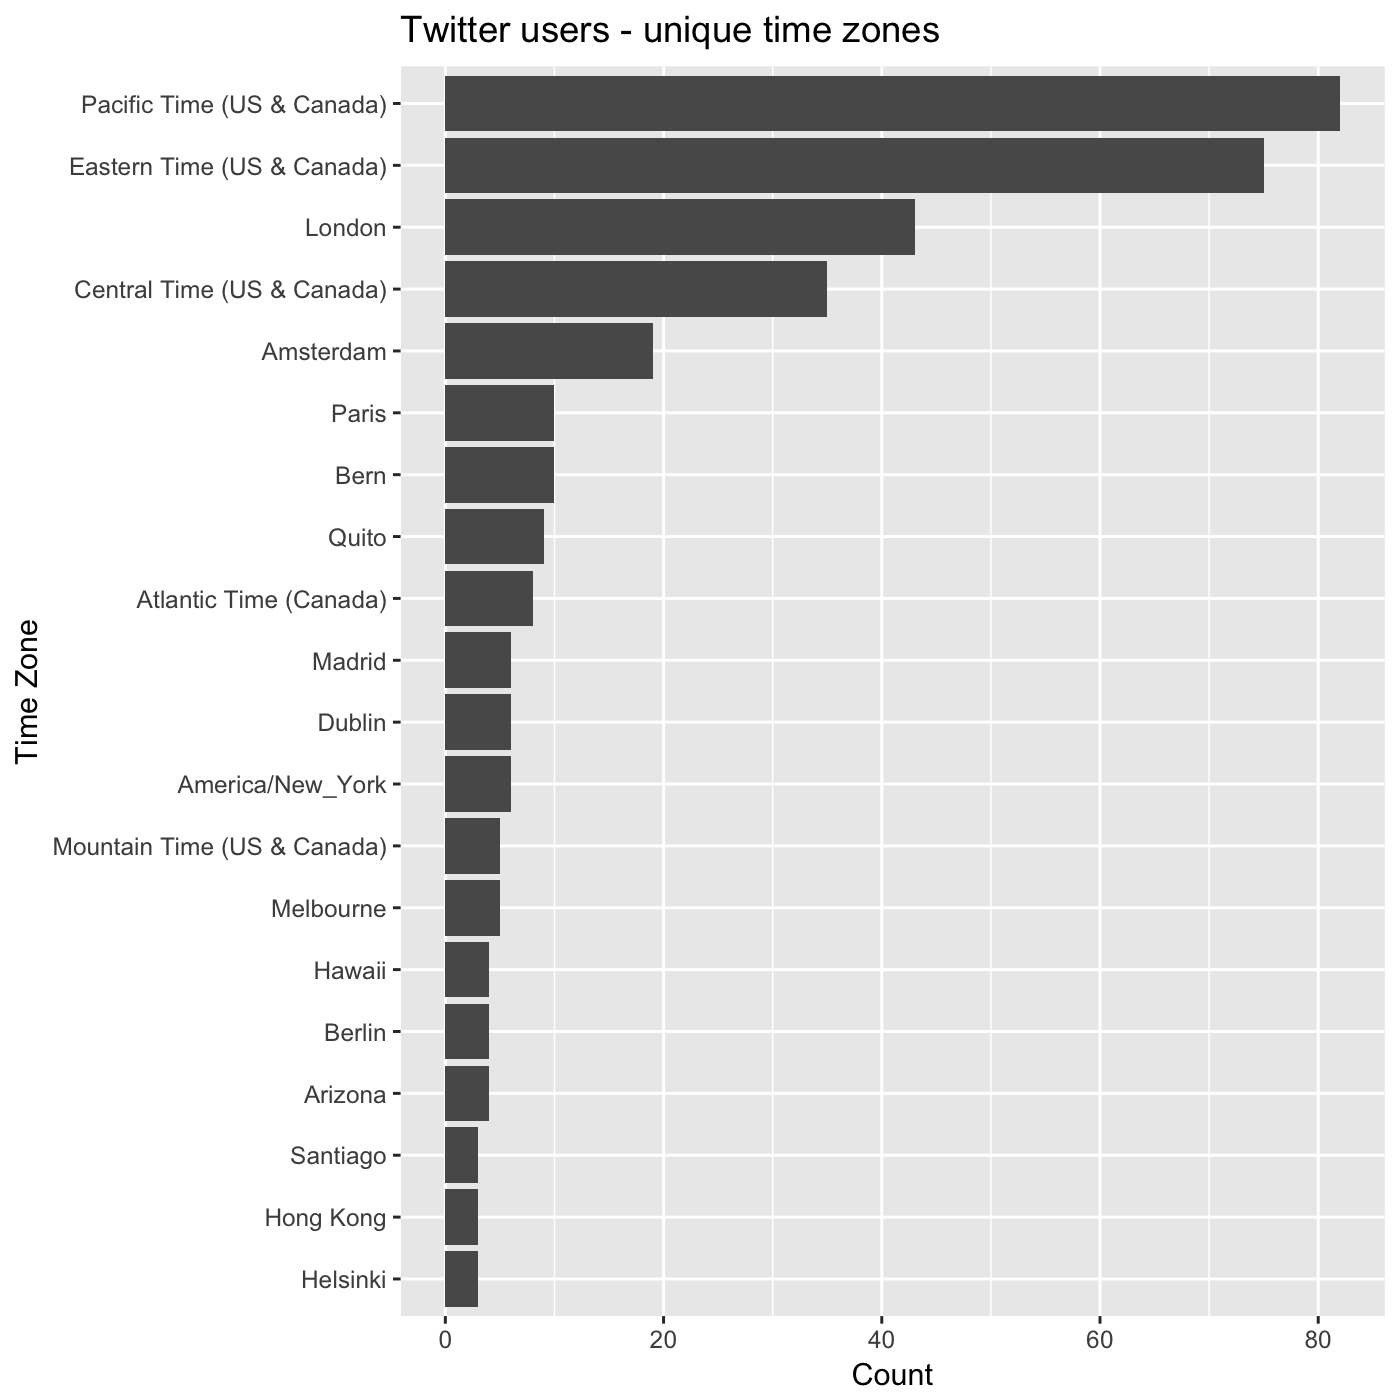 Twitter users - unique time zones
Pacific Time (US & Canada)
Eastern Time (US & Canada)
London
Central Time (US & Canada)
Amsterdam
Paris
Bern
Quito
Atlantic Time (Canada)
Madrid
Dublin
America/New_York
Mountain Time (US & Canada)
Melbourne
Hawaii
Berlin
Arizona
Santiago
Hong Kong
Helsinki
Time Zone
0 20 40 60 80
Count